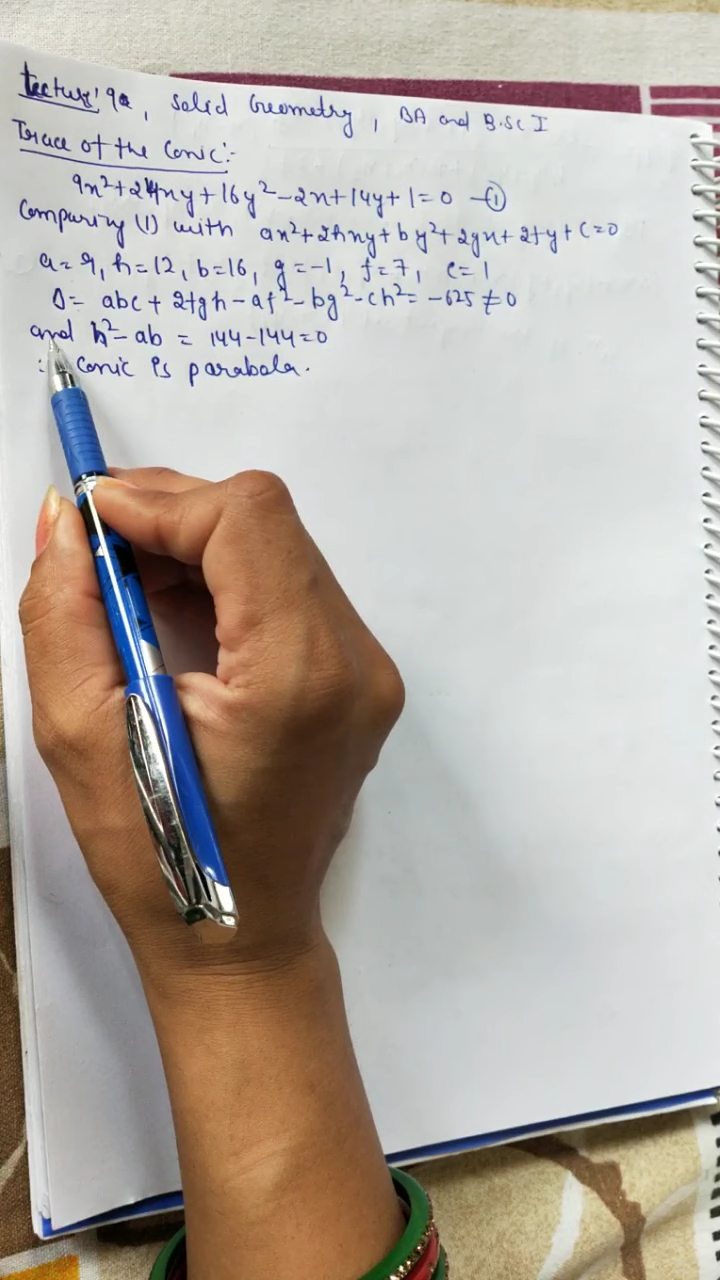 Lecture: 9a, Solid Geometry, BA and B.Sc I
Trace of the Conic:-
9x²+24xy+16y²-2x+14y+1=0 -①
Comparing (1) with ax²+2hxy+by²+2gx+2fy+c=0
a=9, h=12, b=16, g=-1, f=7, c=1
Δ= abc+2fgh-af²-bg²-ch²= -625≠0
and h²-ab = 144-144=0
∴ Conic is parabola.